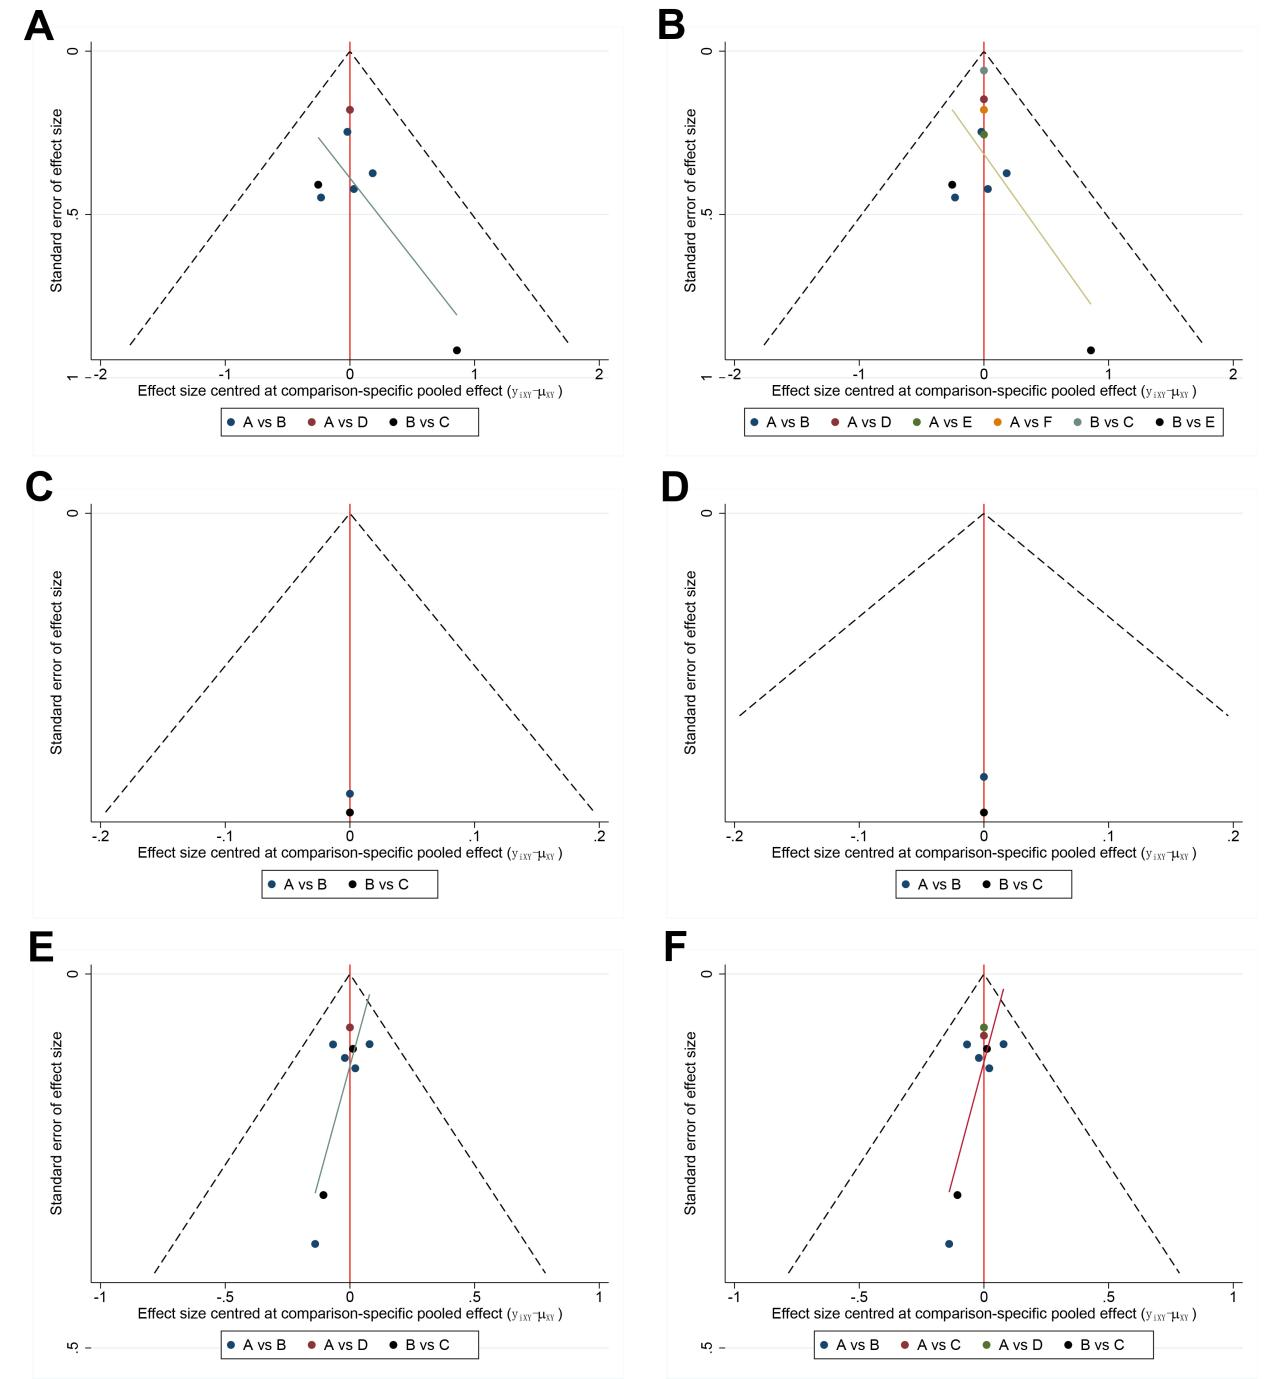 A
0
.5
1
Standard error of effect size
-2 -1 0 1 2
Effect size centred at comparison-specific pooled effect (yiXY-μXY)
A vs B A vs D B vs C
B
0
.5
1
Standard error of effect size
-2 -1 0 1 2
Effect size centred at comparison-specific pooled effect (yiXY-μXY)
A vs B A vs D A vs E A vs F B vs C B vs E
C
0
Standard error of effect size
-.2 -.1 0 .1 .2
Effect size centred at comparison-specific pooled effect (yiXY-μXY)
A vs B B vs C
D
0
Standard error of effect size
-.2 -.1 0 .1 .2
Effect size centred at comparison-specific pooled effect (yiXY-μXY)
A vs B B vs C
E
0
.5
Standard error of effect size
-1 -.5 0 .5 1
Effect size centred at comparison-specific pooled effect (yiXY-μXY)
A vs B A vs D B vs C
F
0
.5
Standard error of effect size
-1 -.5 0 .5 1
Effect size centred at comparison-specific pooled effect (yiXY-μXY)
A vs B A vs C A vs D B vs C